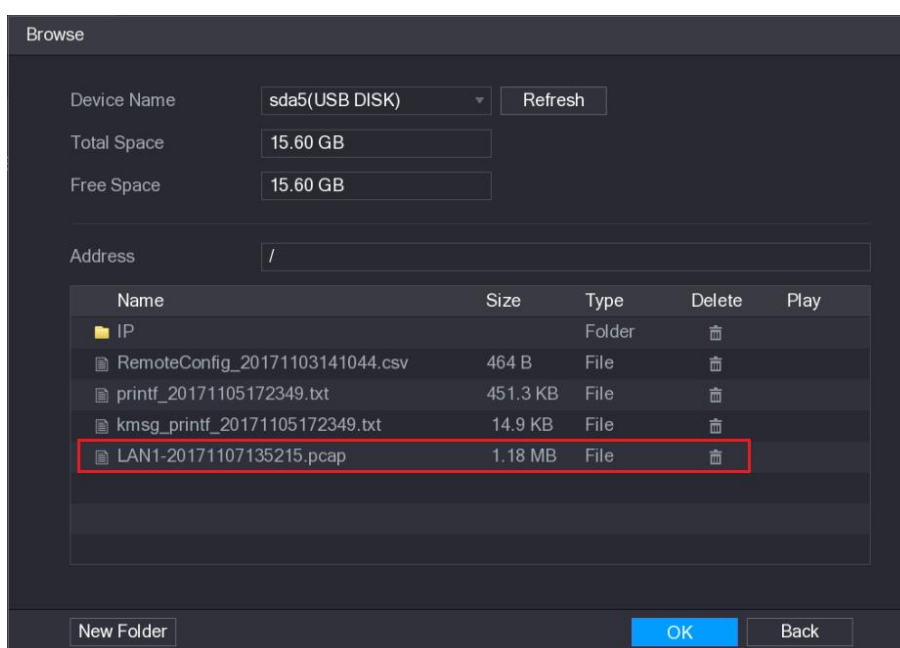 Browse
Device Name sda5(USB DISK) Refresh
Total Space 15.60 GB
Free Space 15.60 GB
Address /
Name Size Type Delete Play
IP Folder
RemoteConfig_20171103141044.csv 464 B File
printf_20171105172349.txt 451.3 KB File
kmsg_printf_20171105172349.txt 14.9 KB File
LAN1-20171107135215.pcap 1.18 MB File
New Folder OK Back